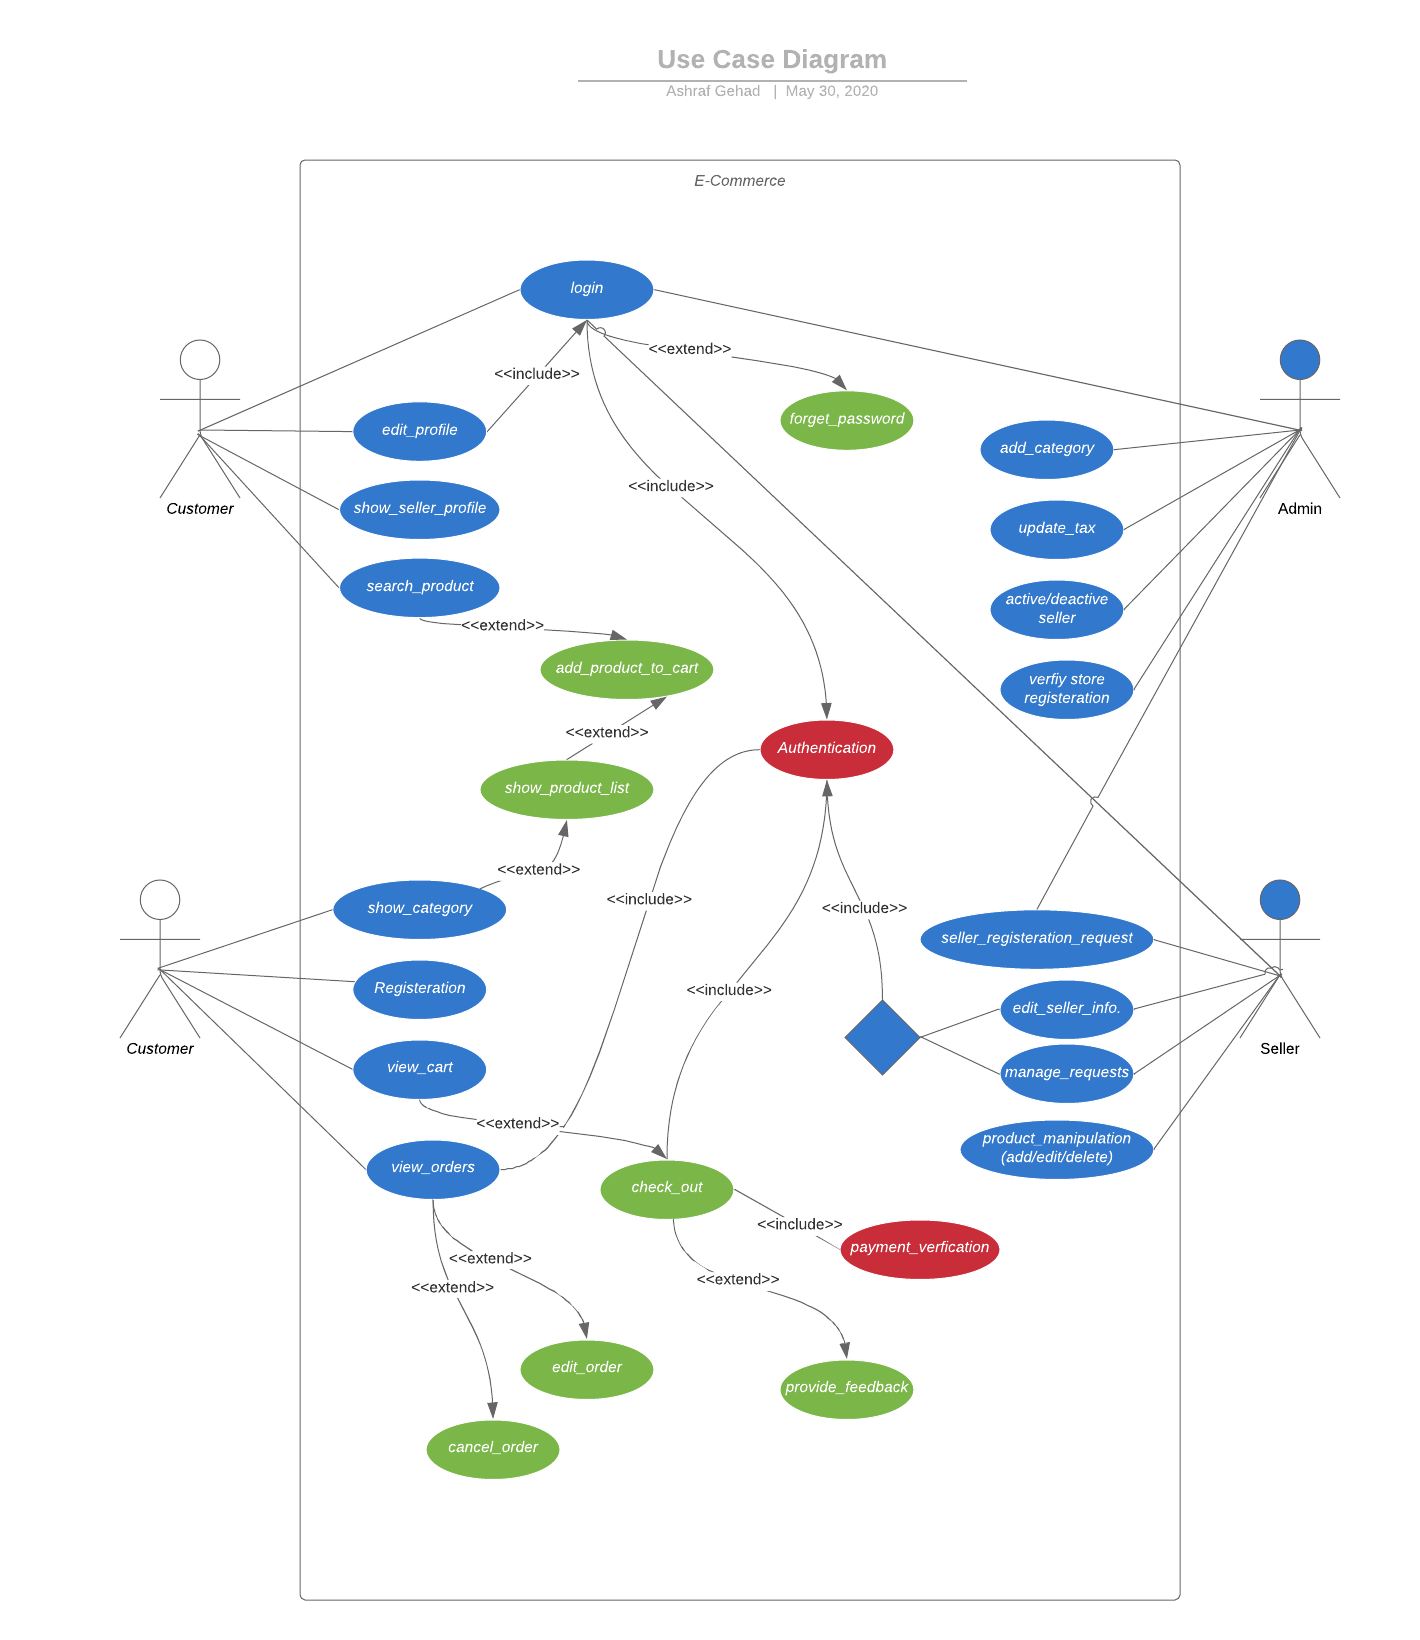 Use Case Diagram
Ashraf Gehad | May 30, 2020
E-Commerce
login
<<extend>>
<<include>>
forget_password
edit_profile
add_category
<<include>>
show_seller_profile
Customer
Admin
update_tax
search_product
active/deactive
seller
<<extend>>
add_product_to_cart
verfiy store
registeration
<<extend>>
Authentication
show_product_list
<<extend>>
<<include>>
show_category
<<include>>
seller_registeration_request
Registeration
<<include>>
edit_seller_info.
Customer
Seller
view_cart
manage_requests
<<extend>>
product_manipulation
(add/edit/delete)
view_orders
check_out
<<include>>
payment_verfication
<<extend>>
<<extend>>
<<extend>>
edit_order
provide_feedback
cancel_order